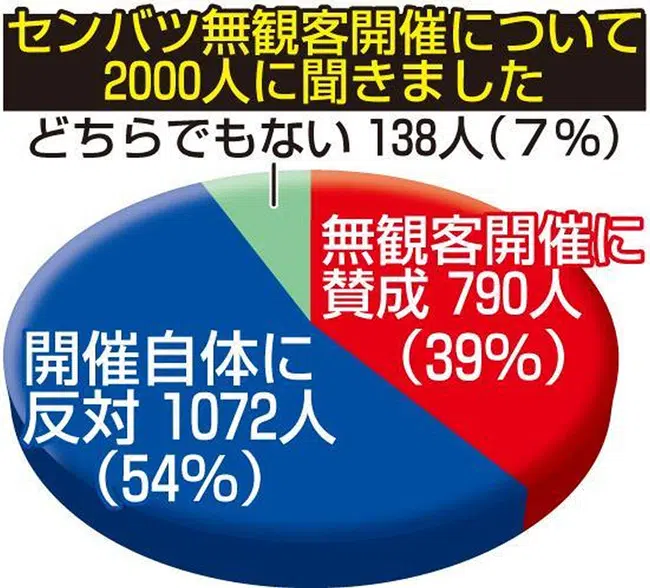 センバツ無観客開催について
2000人に聞きました
どちらでもない 138人(7%)
無観客開催に
賛成 790人
(39%)
開催自体に
反対 1072人
(54%)